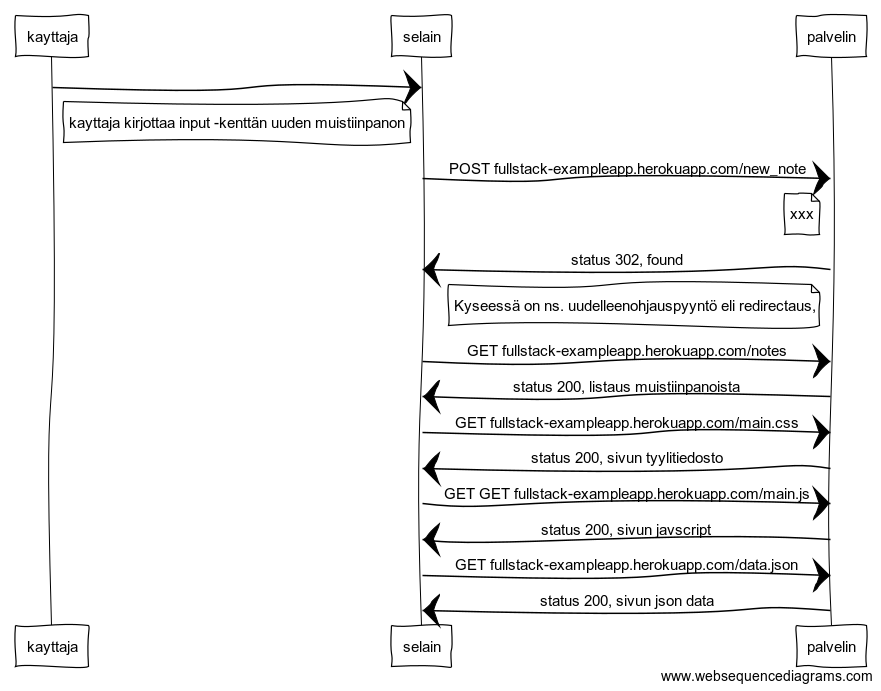 kayttaja
selain
palvelin
kayttaja kirjottaa input -kenttän uuden muistiinpanon
POST fullstack-exampleapp.herokuapp.com/new_note
xxx
status 302, found
Kyseessä on ns. uudelleenohjauspyyntö eli redirectaus,
GET fullstack-exampleapp.herokuapp.com/notes
status 200, listaus muistiinpanoista
GET fullstack-exampleapp.herokuapp.com/main.css
status 200, sivun tyylitiedosto
GET GET fullstack-exampleapp.herokuapp.com/main.js
status 200, sivun javscript
GET fullstack-exampleapp.herokuapp.com/data.json
status 200, sivun json data
kayttaja
selain
palvelin
www.websequencediagrams.com